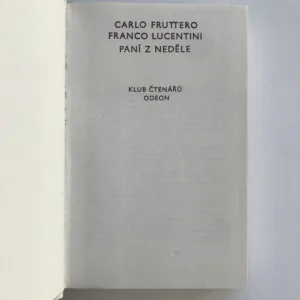 CARLO FRUTTERO
FRANCO LUCENTINI
PANÍ Z NEDĚLE
KLUB ČTENÁŘŮ
ODEON